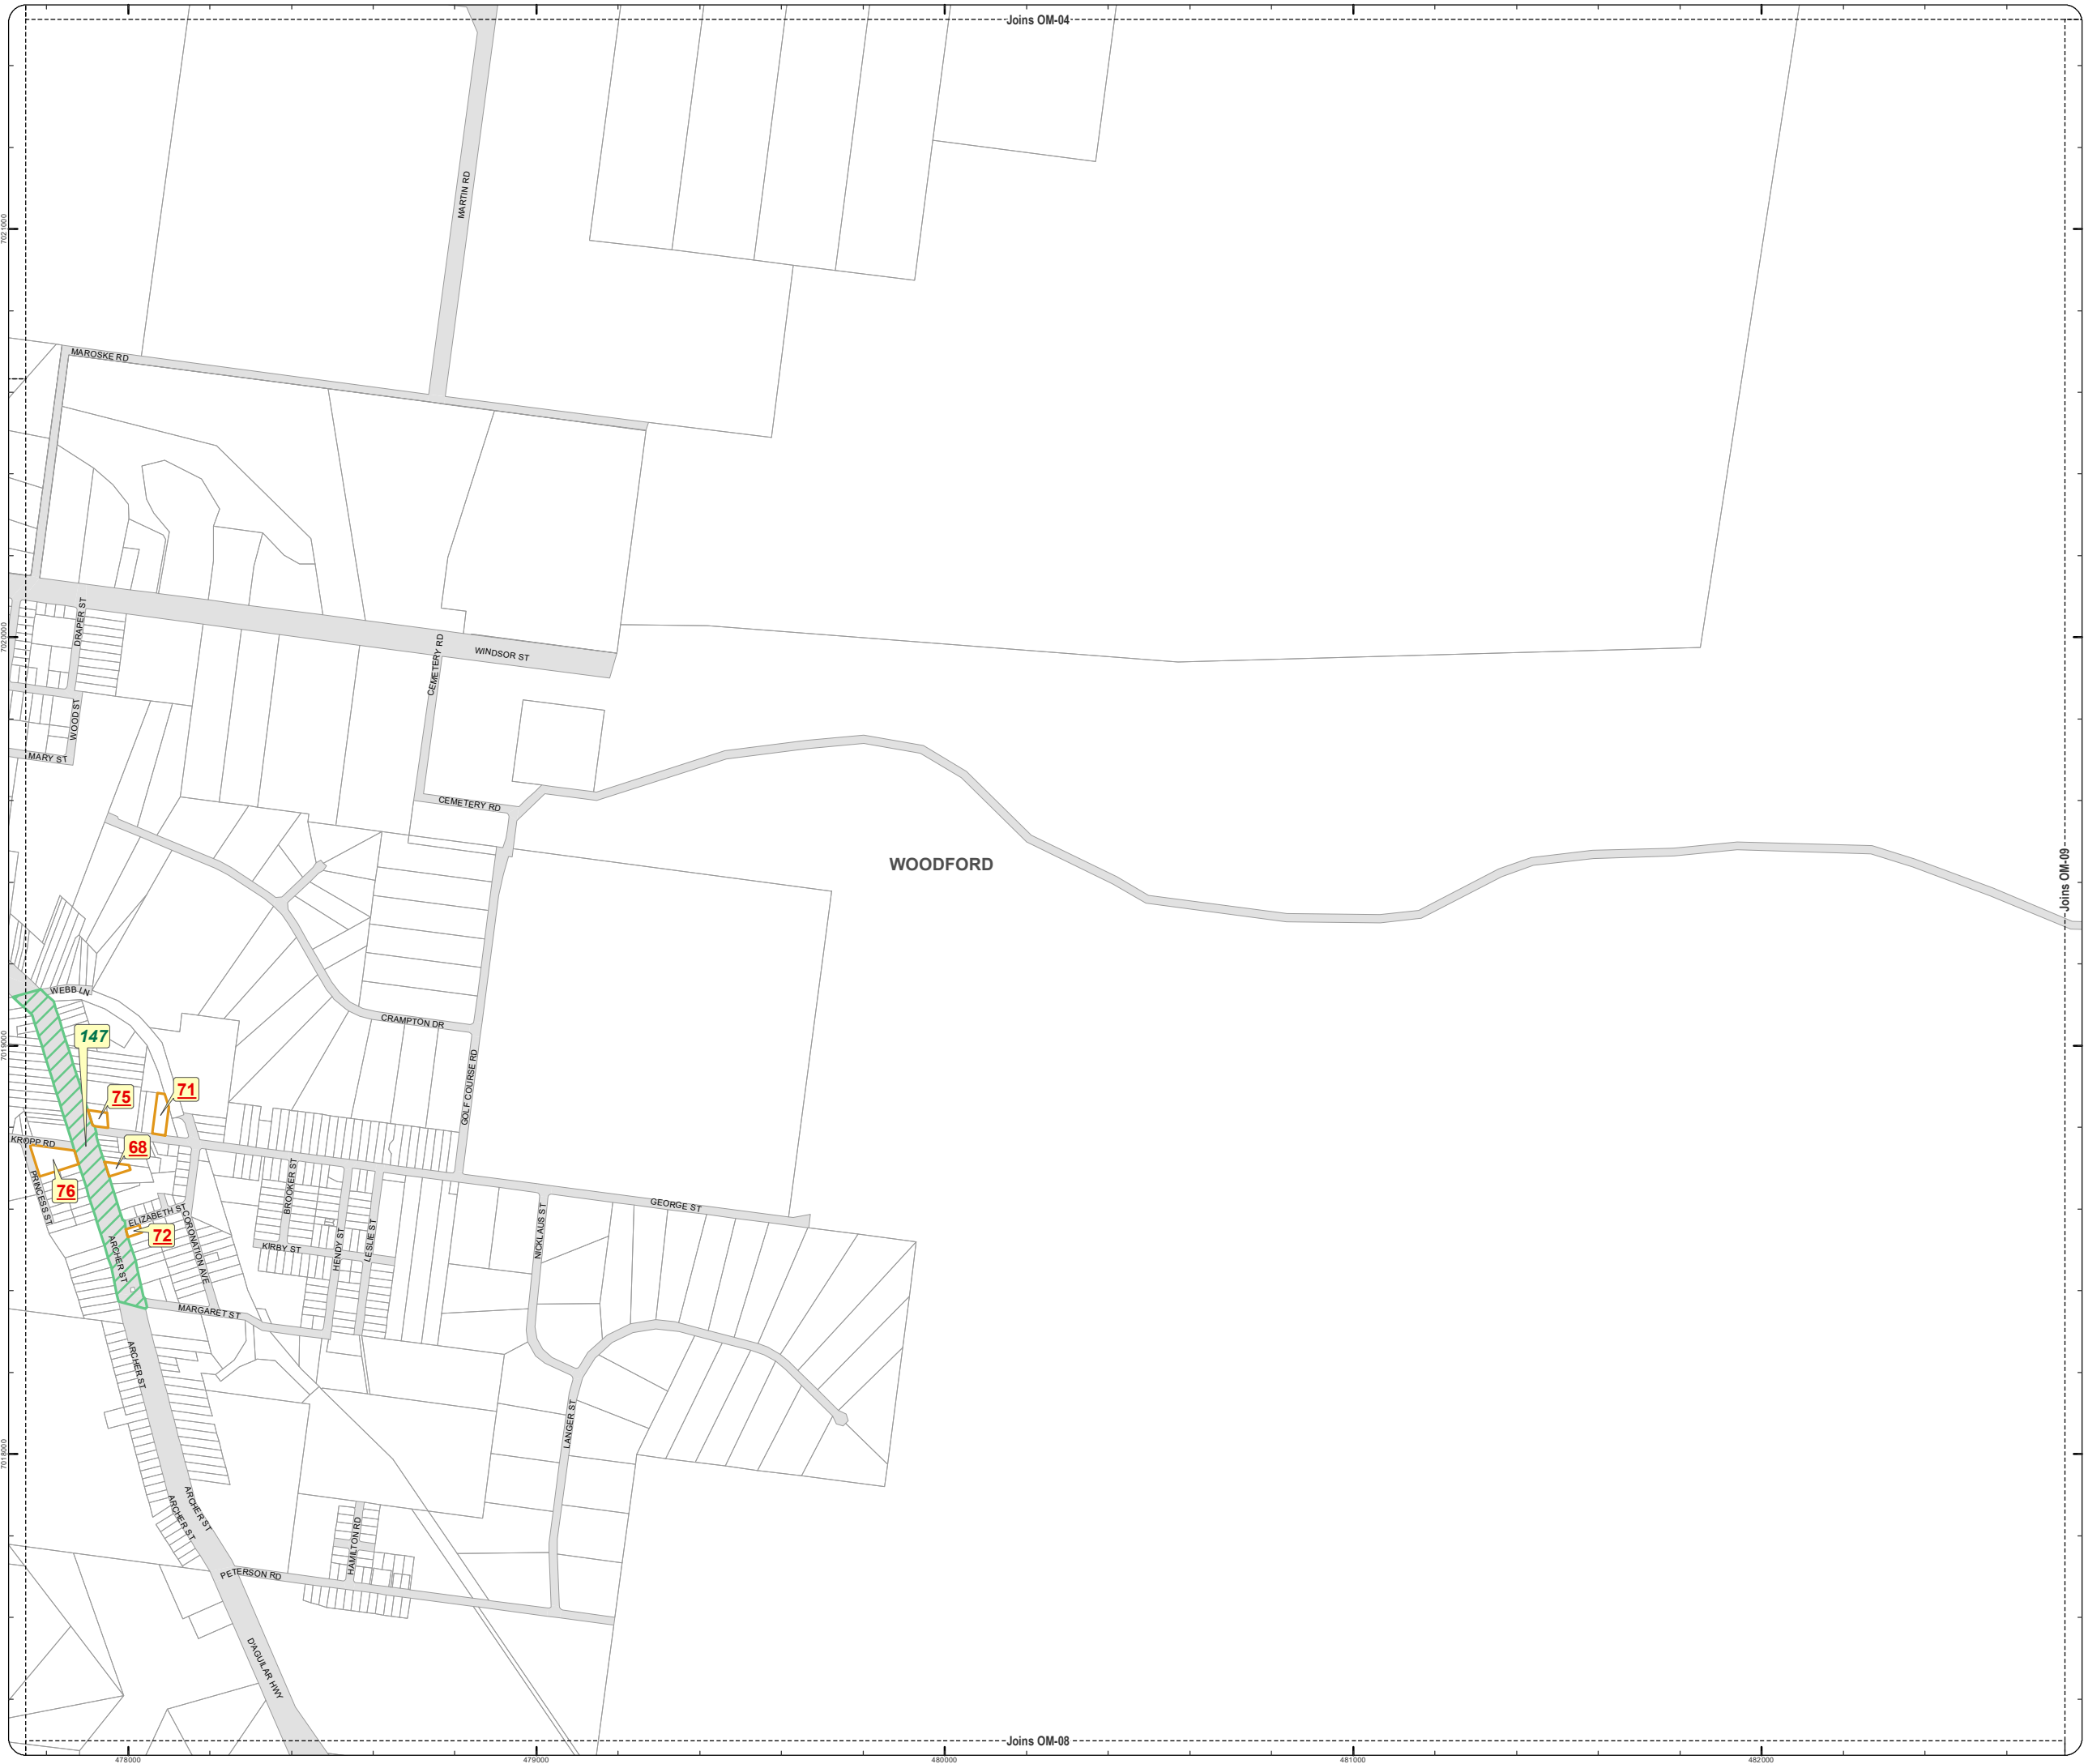 Joins OM-04
MARTIN RD
7021000
MAROSKE RD
DRAPER ST
7020000
CEMETERY RD
WINDSOR ST
WOOD ST
MARY ST
CEMETERY RD
WOODFORD
Joins OM-09
WEBB LN
CRAMPTON DR
147
7019000
75
71
GOLF COURSE RD
KROPP RD
68
76
PRINCESS ST
BROOKER ST
GEORGE ST
ELIZABETH ST
72
CORONATION AVE
NICKLAUS ST
HENDY ST
LESLIE ST
KIRBY ST
ARCHER ST
MARGARET ST
ARCHER ST
LANGER ST
7018000
ARCHER ST
ARCHER ST
HAMILTON RD
PETERSON RD
D'AGUILAR HWY
Joins OM-08
478000
479000
480000
481000
482000